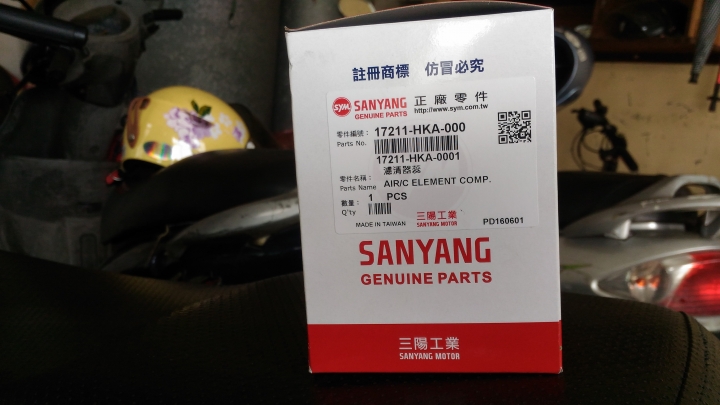 註冊商標 仿冒必究
SYM SANYANG 正廠零件
GENUINE PARTS http://www.sym.com.tw
零件編號：17211-HKA-000
Parts No.
17211-HKA-0001
零件名稱：濾清器蕊
Parts Name AIR/C ELEMENT COMP.
數量：1 PCS
Q'ty
MADE IN TAIWAN 三陽工業 SANYANG MOTOR PD160601
SANYANG
GENUINE PARTS
三陽工業
SANYANG MOTOR